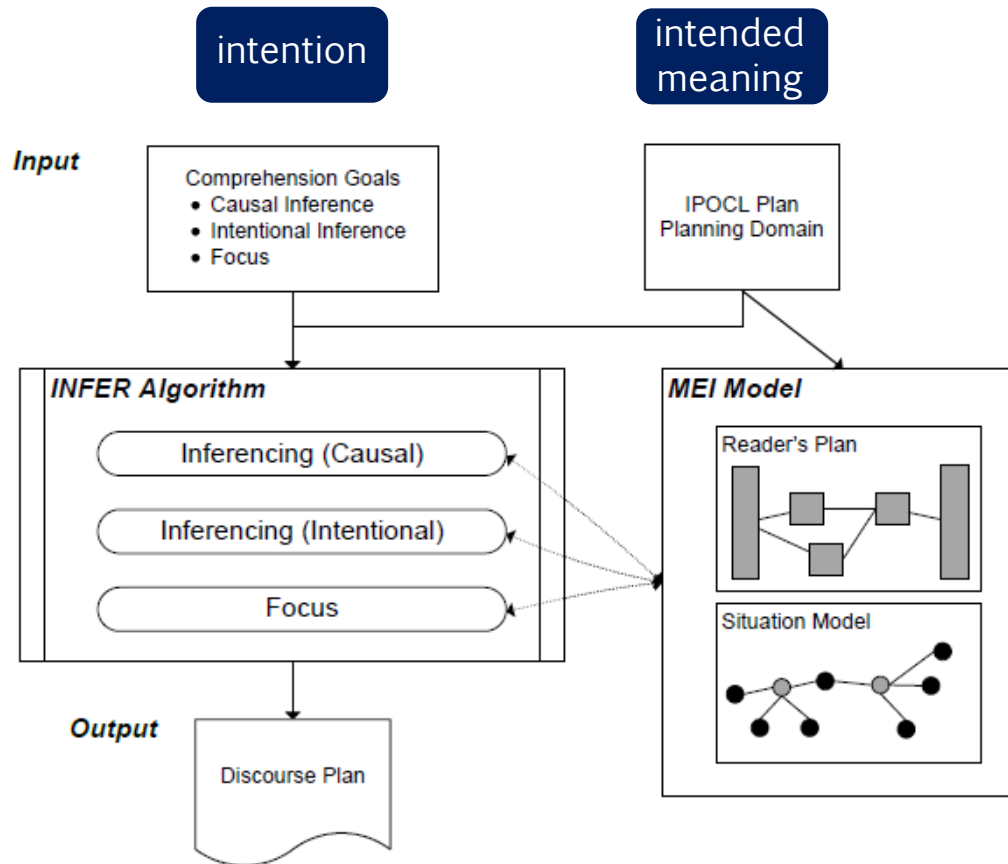 intention
intended
meaning
Input
Comprehension Goals
• Causal Inference
• Intentional Inference
• Focus
IPOCL Plan
Planning Domain
INFER Algorithm
Inferencing (Causal)
Inferencing (Intentional)
Focus
MEI Model
Reader's Plan
Situation Model
Output
Discourse Plan